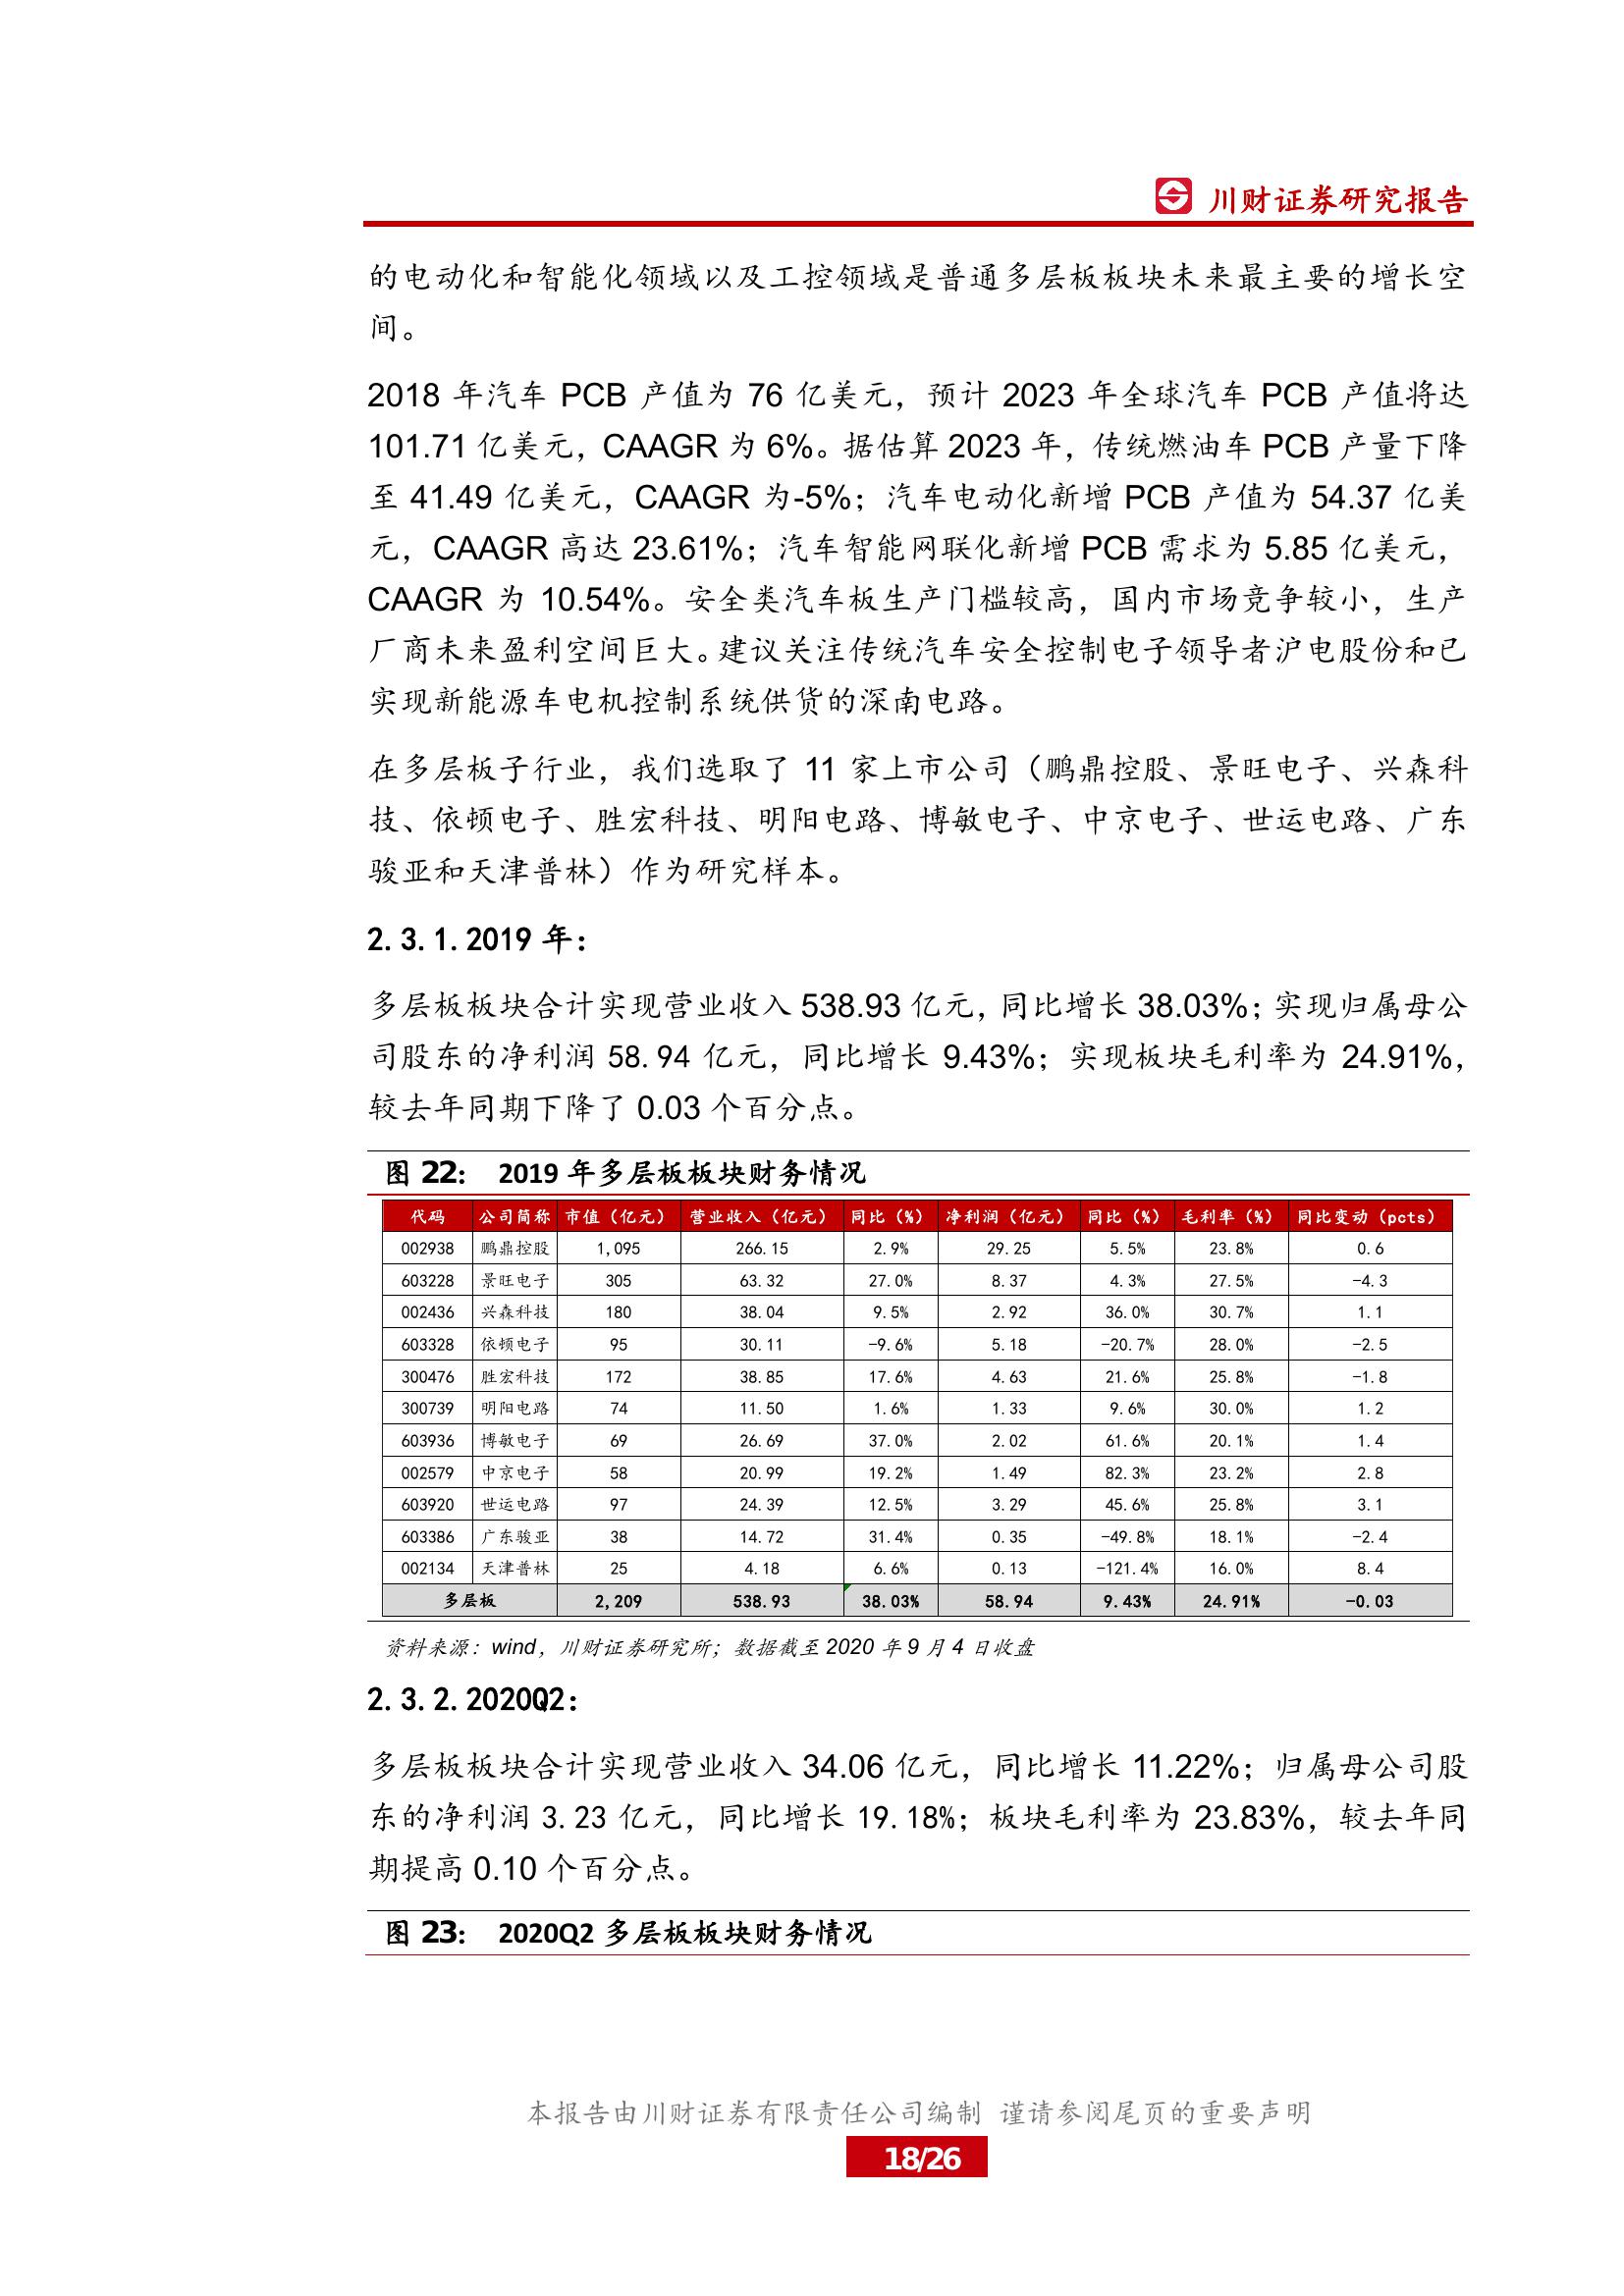 川财证券研究报告
的电动化和智能化领域以及工控领域是普通多层板板块未来最主要的增长空
间。
2018 年汽车 PCB 产值为 76 亿美元，预计 2023 年全球汽车 PCB 产值将达
101.71 亿美元，CAAGR 为 6%。据估算 2023 年，传统燃油车 PCB 产量下降
至 41.49 亿美元，CAAGR 为-5%；汽车电动化新增 PCB 产值为 54.37 亿美
元，CAAGR 高达 23.61%；汽车智能网联化新增 PCB 需求为 5.85 亿美元，
CAAGR 为 10.54%。安全类汽车板生产门槛较高，国内市场竞争较小，生产
厂商未来盈利空间巨大。建议关注传统汽车安全控制电子领导者沪电股份和已
实现新能源车电机控制系统供货的深南电路。
在多层板子行业，我们选取了 11 家上市公司（鹏鼎控股、景旺电子、兴森科
技、依顿电子、胜宏科技、明阳电路、博敏电子、中京电子、世运电路、广东
骏亚和天津普林）作为研究样本。
2.3.1.2019 年：
多层板板块合计实现营业收入 538.93 亿元，同比增长 38.03%；实现归属母公
司股东的净利润 58.94 亿元，同比增长 9.43%；实现板块毛利率为 24.91%，
较去年同期下降了 0.03 个百分点。
图 22： 2019 年多层板板块财务情况
代码 公司简称 市值（亿元） 营业收入（亿元） 同比（%） 净利润（亿元） 同比（%） 毛利率（%） 同比变动（pcts）
002938 鹏鼎控股 1,095 266.15 2.9% 29.25 5.5% 23.8% 0.6
603228 景旺电子 305 63.32 27.0% 8.37 4.3% 27.5% -4.3
002436 兴森科技 180 38.04 9.5% 2.92 36.0% 30.7% 1.1
603328 依顿电子 95 30.11 -9.6% 5.18 -20.7% 28.0% -2.5
300476 胜宏科技 172 38.85 17.6% 4.63 21.6% 25.8% -1.8
300739 明阳电路 74 11.50 1.6% 1.33 9.6% 30.0% 1.2
603936 博敏电子 69 26.69 37.0% 2.02 61.6% 20.1% 1.4
002579 中京电子 58 20.99 19.2% 1.49 82.3% 23.2% 2.8
603920 世运电路 97 24.39 12.5% 3.29 45.6% 25.8% 3.1
603386 广东骏亚 38 14.72 31.4% 0.35 -49.8% 18.1% -2.4
002134 天津普林 25 4.18 6.6% 0.13 -121.4% 16.0% 8.4
多层板 2,209 538.93 38.03% 58.94 9.43% 24.91% -0.03
资料来源：wind，川财证券研究所；数据截至 2020 年 9 月 4 日收盘
2.3.2.2020Q2：
多层板板块合计实现营业收入 34.06 亿元，同比增长 11.22%；归属母公司股
东的净利润 3.23 亿元，同比增长 19.18%；板块毛利率为 23.83%，较去年同
期提高 0.10 个百分点。
图 23： 2020Q2 多层板板块财务情况
本报告由川财证券有限责任公司编制 谨请参阅尾页的重要声明
18/26